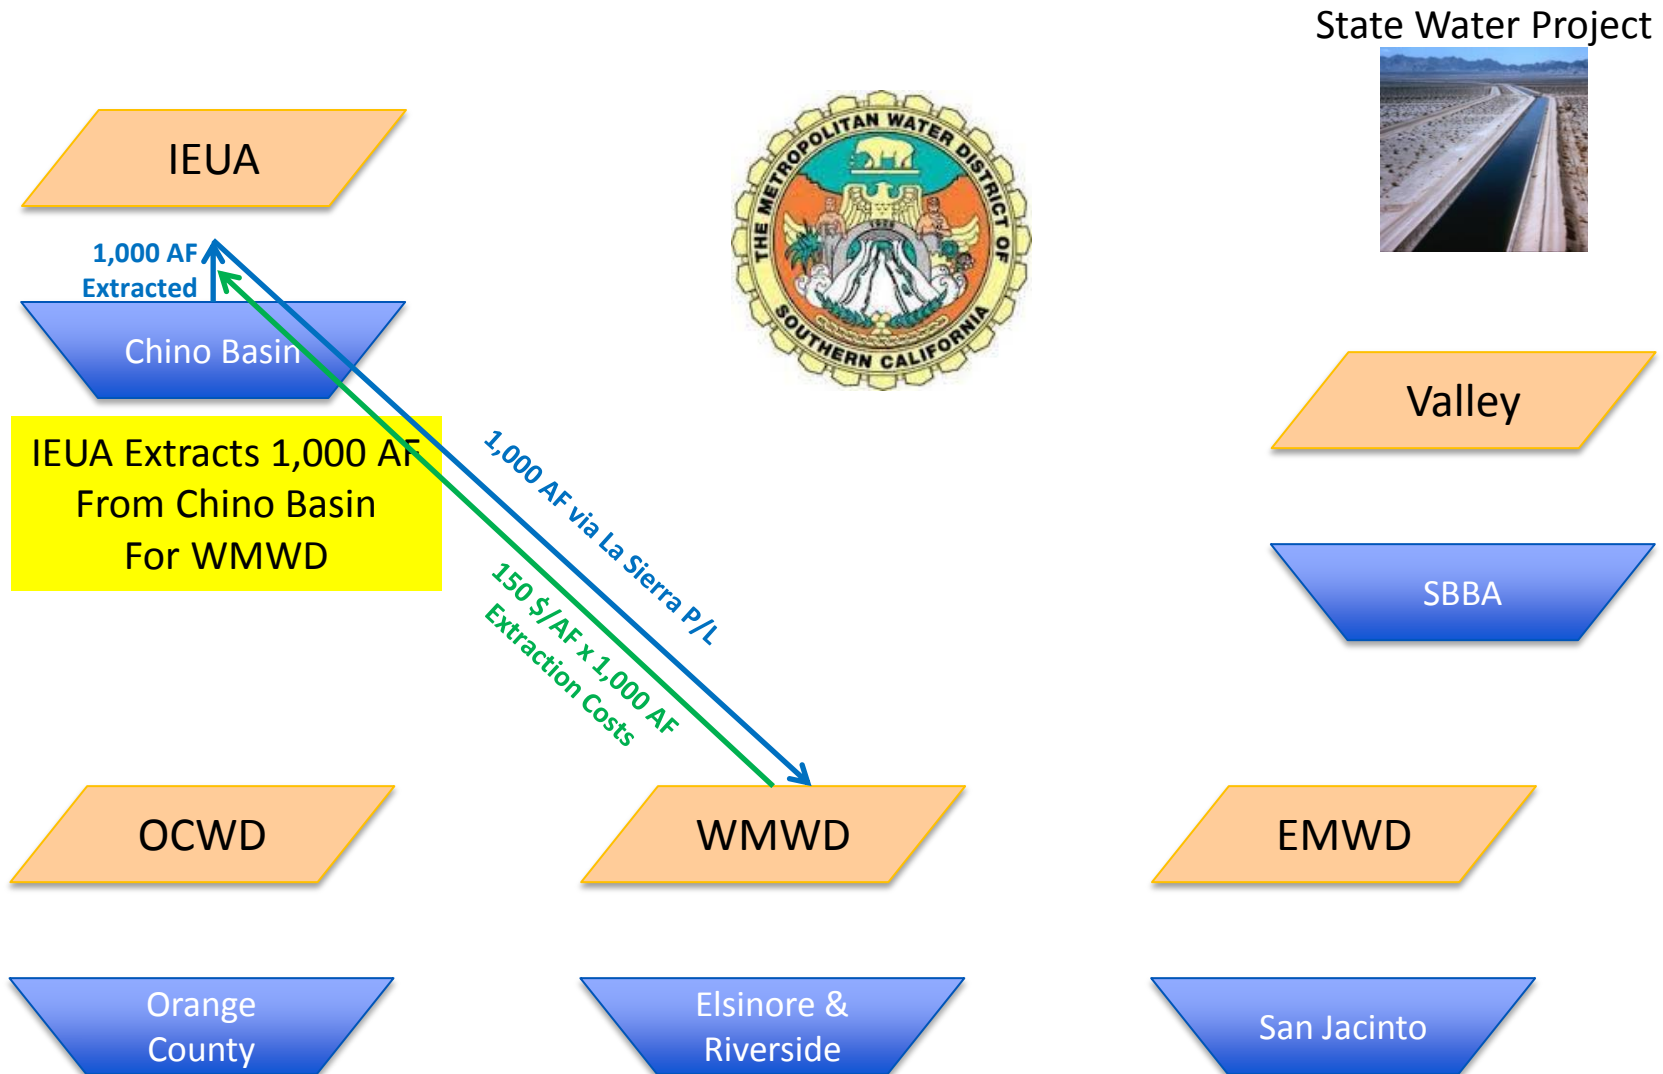 State Water Project
IEUA
THE METROPOLITAN WATER DISTRICT OF
SOUTHERN CALIFORNIA
1928
1,000 AF
Extracted
Chino Basin
Valley
IEUA Extracts 1,000 AF
From Chino Basin
For WMWD
1,000 AF via La Sierra P/L
150 $/AF x 1,000 AF
Extraction Costs
SBBA
OCWD
WMWD
EMWD
Orange
County
Elsinore &
Riverside
San Jacinto